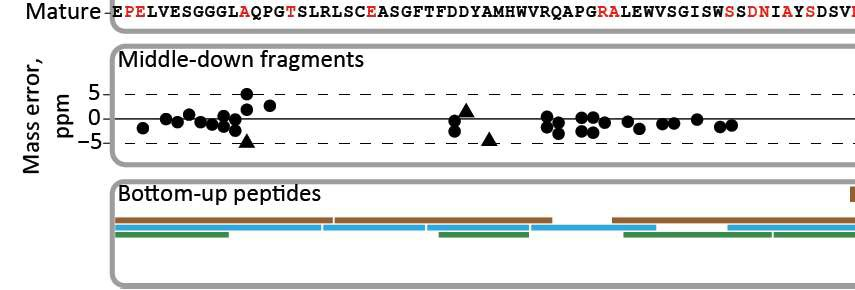 Mature
EPELVESGGGLAQPGTSLRLSCEASGFTFDDYAMHWVRQAPGRALEWVSGISWSSDNIAYSDSV
Middle-down fragments
Mass error,
ppm
5
0
−5
Bottom-up peptides